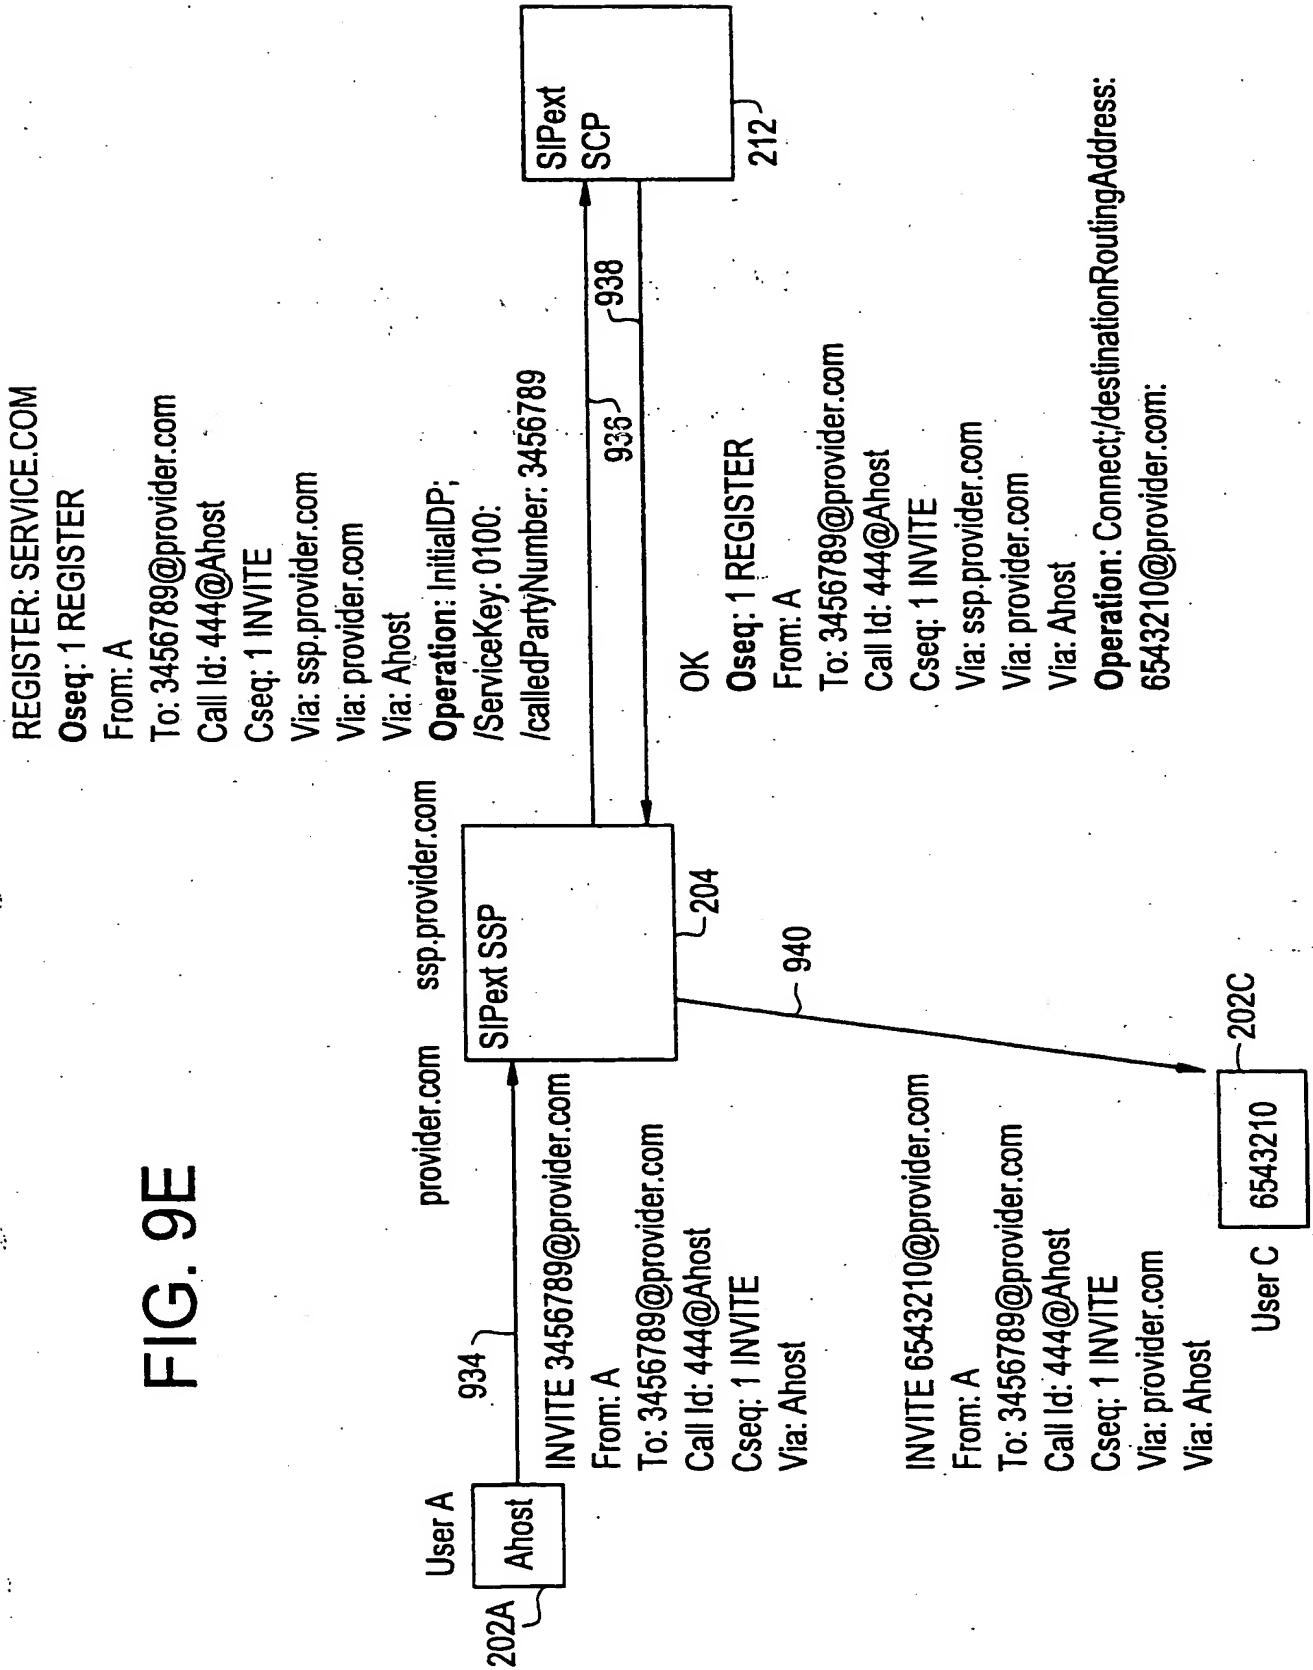 FIG. 9E
User A
Ahost
202A
934
INVITE 3456789@provider.com
From: A
To: 3456789@provider.com
Call Id: 444@Ahost
Cseq: 1 INVITE
Via: Ahost
provider.com
ssp.provider.com
SIPext SSP
204
REGISTER: SERVICE.COM
Oseq: 1 REGISTER
From: A
To: 3456789@provider.com
Call Id: 444@Ahost
Cseq: 1 INVITE
Via: ssp.provider.com
Via: provider.com
Via: Ahost
Operation: InitialDP;
/ServiceKey: 0100:
/calledPartyNumber: 3456789
936
938
SIPext
SCP
212
OK
Oseq: 1 REGISTER
From: A
To: 3456789@provider.com
Call Id: 444@Ahost
Cseq: 1 INVITE
Via: ssp.provider.com
Via: provider.com
Via: Ahost
Operation: Connect;/destinationRoutingAddress:
6543210@provider.com:
940
INVITE 6543210@provider.com
From: A
To: 3456789@provider.com
Call Id: 444@Ahost
Cseq: 1 INVITE
Via: provider.com
Via: Ahost
User C
6543210
202C